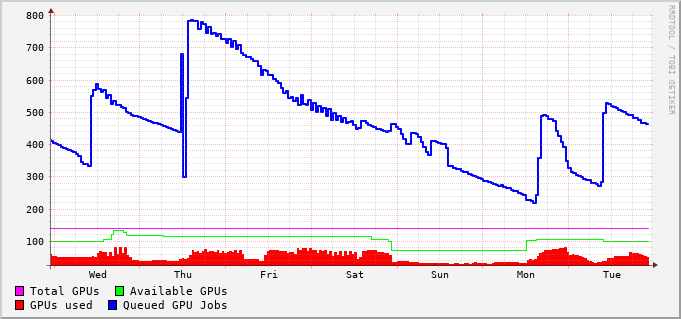 800
700
600
500
400
300
200
100
Wed Thu Fri Sat Sun Mon Tue
Total GPUs Available GPUs
GPUs used Queued GPU Jobs
RRDTOOL / TOBI OETIKER